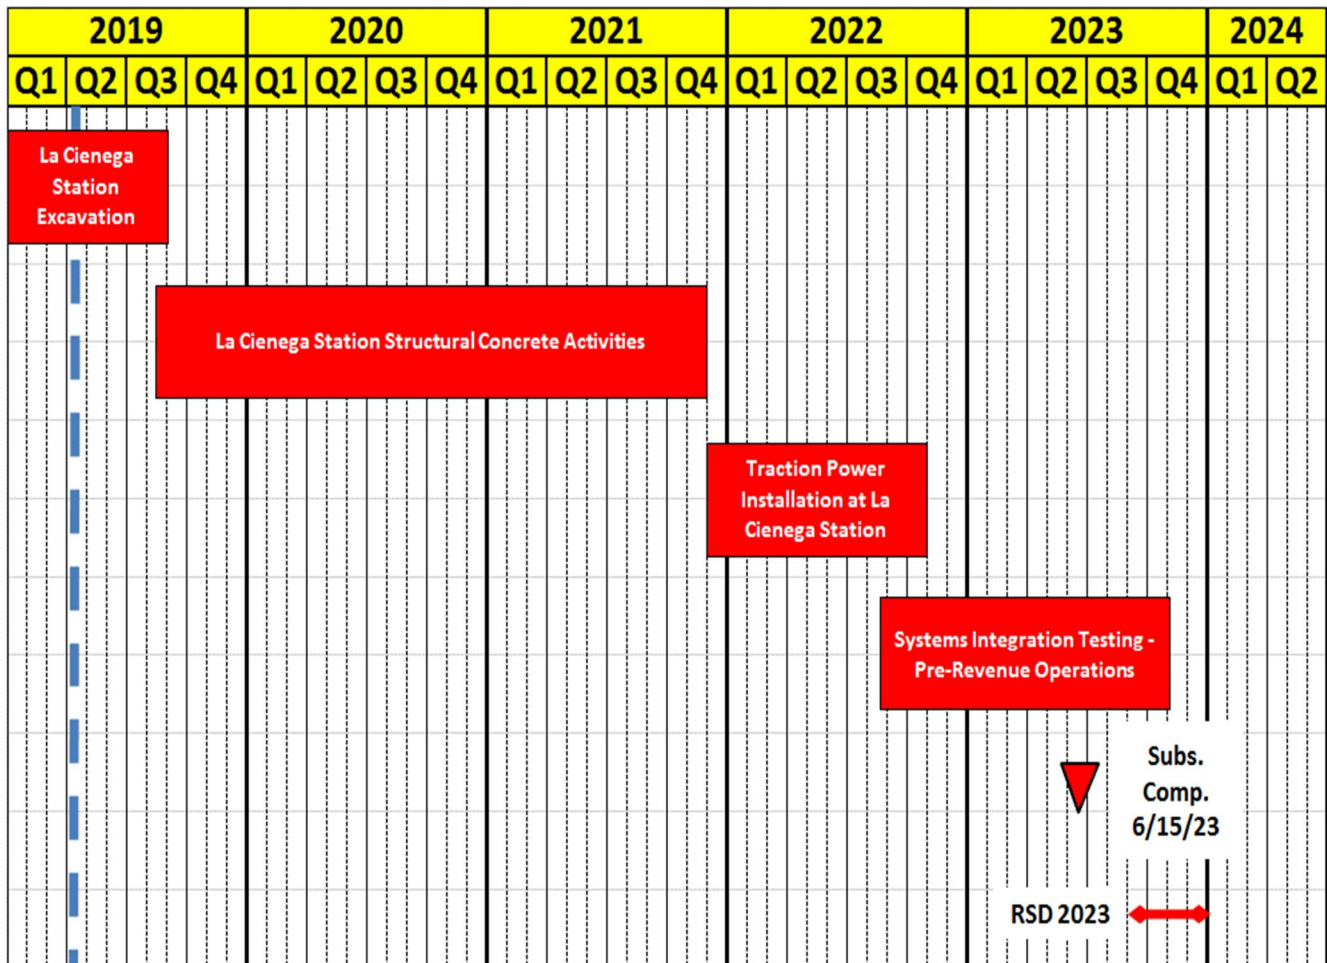 2019 2020 2021 2022 2023 2024
Q1 Q2 Q3 Q4 Q1 Q2 Q3 Q4 Q1 Q2 Q3 Q4 Q1 Q2 Q3 Q4 Q1 Q2 Q3 Q4 Q1 Q2
La Cienega
Station
Excavation
La Cienega Station Structural Concrete Activities
Traction Power
Installation at La
Cienega Station
Systems Integration Testing -
Pre-Revenue Operations
Subs.
Comp.
6/15/23
RSD 2023